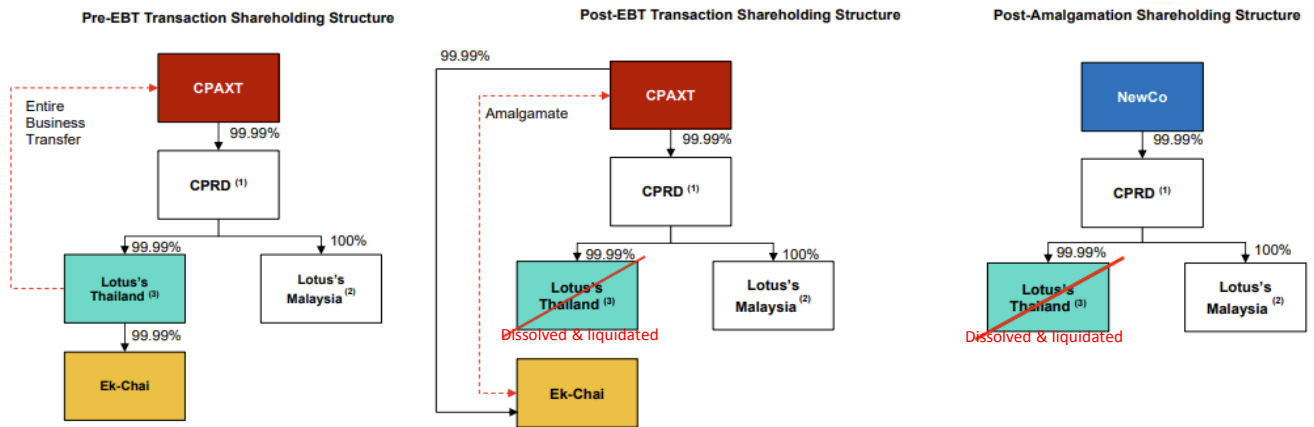 Pre-EBT Transaction Shareholding Structure
CPAXT
Entire
Business
Transfer
99.99%
CPRD (1)
99.99%
100%
Lotus's
Thailand (3)
Lotus's
Malaysia (2)
99.99%
Ek-Chai
Post-EBT Transaction Shareholding Structure
99.99%
CPAXT
Amalgamate
99.99%
CPRD (1)
99.99%
100%
Lotus's
Thailand (3)
Lotus's
Malaysia (2)
Dissolved & liquidated
Ek-Chai
Post-Amalgamation Shareholding Structure
NewCo
99.99%
CPRD (1)
99.99%
100%
Lotus's
Thailand (3)
Lotus's
Malaysia (2)
Dissolved & liquidated